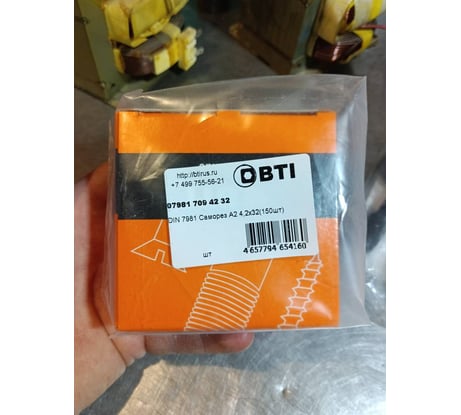 http://btirus.ru
+7 499 755-56-21
BTI
07981 709 42 32
DIN 7981 Саморез A2 4,2x32(150шт)
шт
4 657794 654160